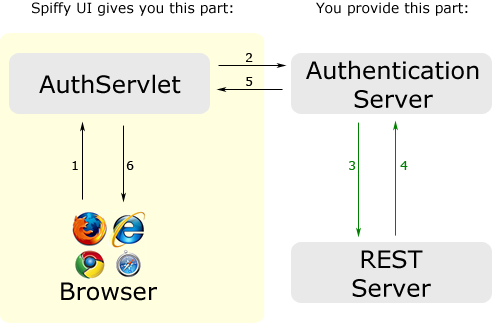 Spiffy UI gives you this part:
You provide this part:
AuthServlet
2
5
Authentication
Server
1
6
3
4
Browser
REST
Server